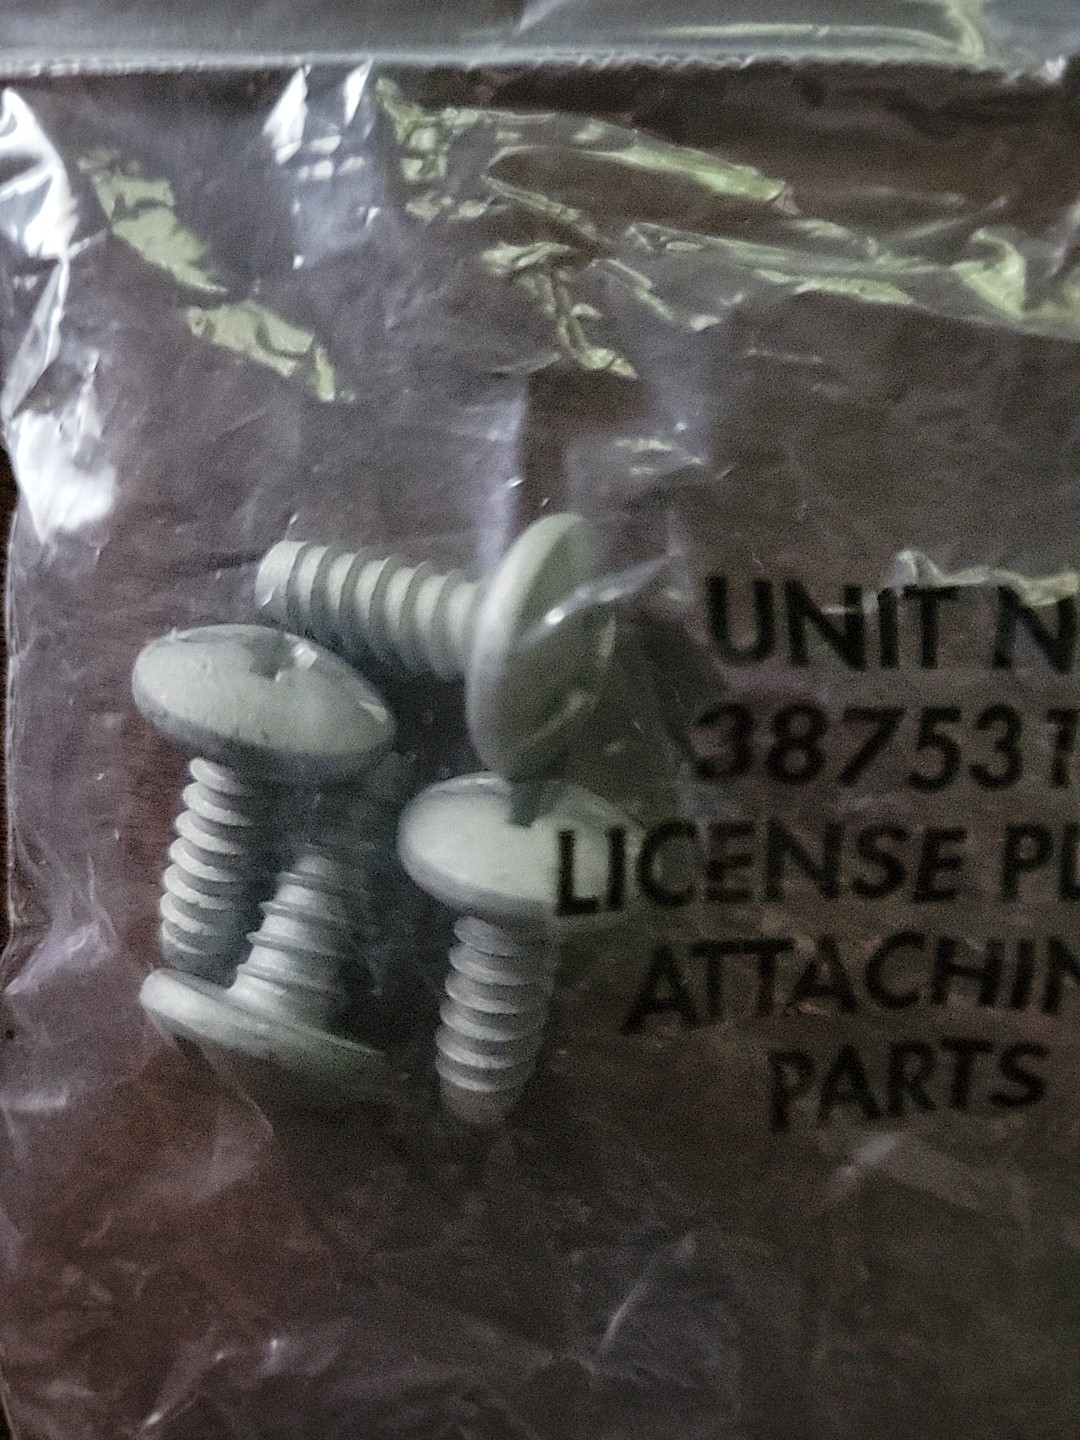 UNIT N
387531
LICENSE PL
ATTACHIN
PARTS